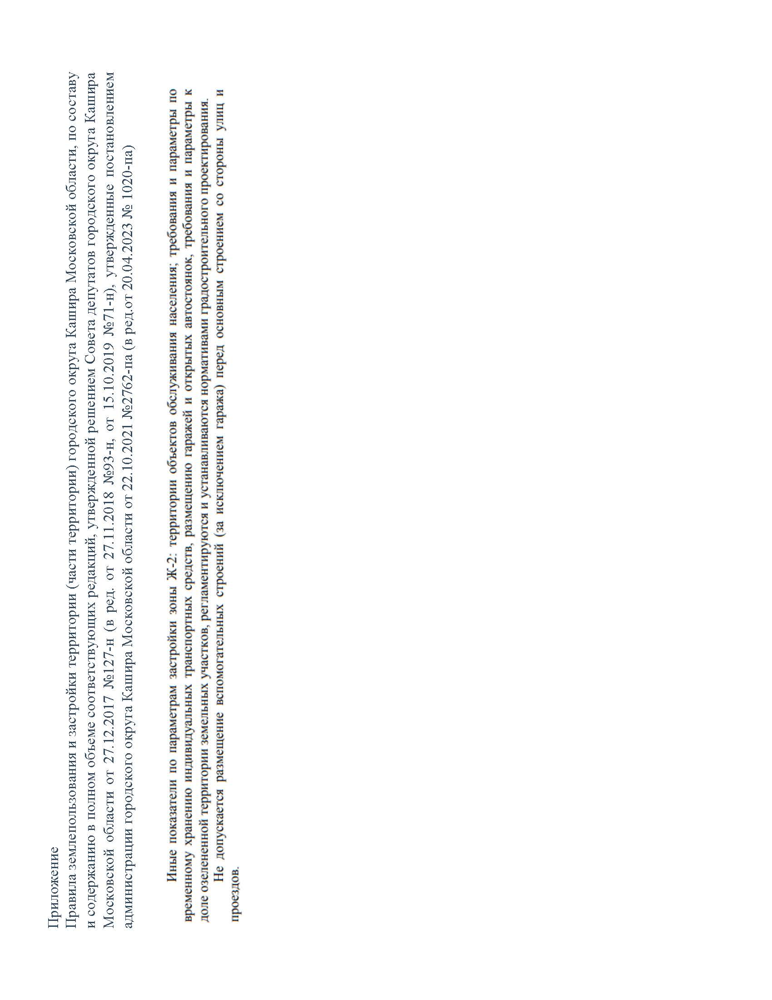 Приложение
Правила землепользования и застройки территории (части территории) городского округа Кашира Московской области, по составу
и содержанию в полном объеме соответствующих редакций, утвержденной решением Совета депутатов городского округа Кашира
Московской области от 27.12.2017 №127-н (в ред. от 27.11.2018 №93-н, от 15.10.2019 №71-н), утвержденные постановлением
администрации городского округа Кашира Московской области от 22.10.2021 №2762-па (в ред.от 20.04.2023 № 1020-па)
Иные показатели по параметрам застройки зоны Ж-2: территории объектов обслуживания населения; требования и параметры по
временному хранению индивидуальных транспортных средств, размещению гаражей и открытых автостоянок, требования и параметры к
доле озелененной территории земельных участков, регламентируются и устанавливаются нормативами градостроительного проектирования.
Не допускается размещение вспомогательных строений (за исключением гаража) перед основным строением со стороны улиц и
проездов.